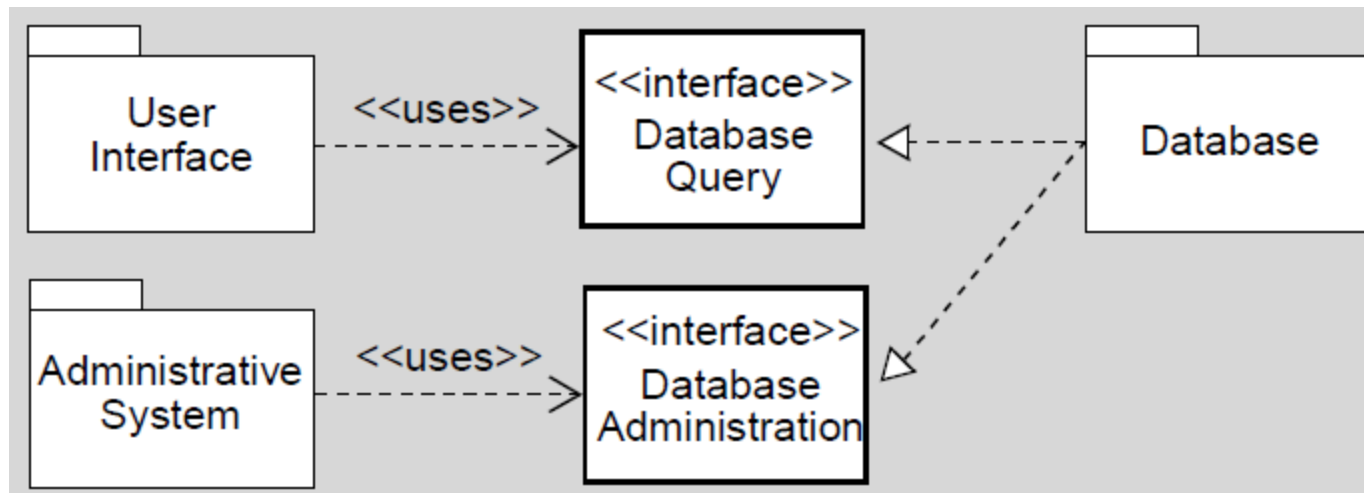 User
Interface
<<uses>>
<<interface>>
Database
Query
Database
Administrative
System
<<uses>>
<<interface>>
Database
Administration